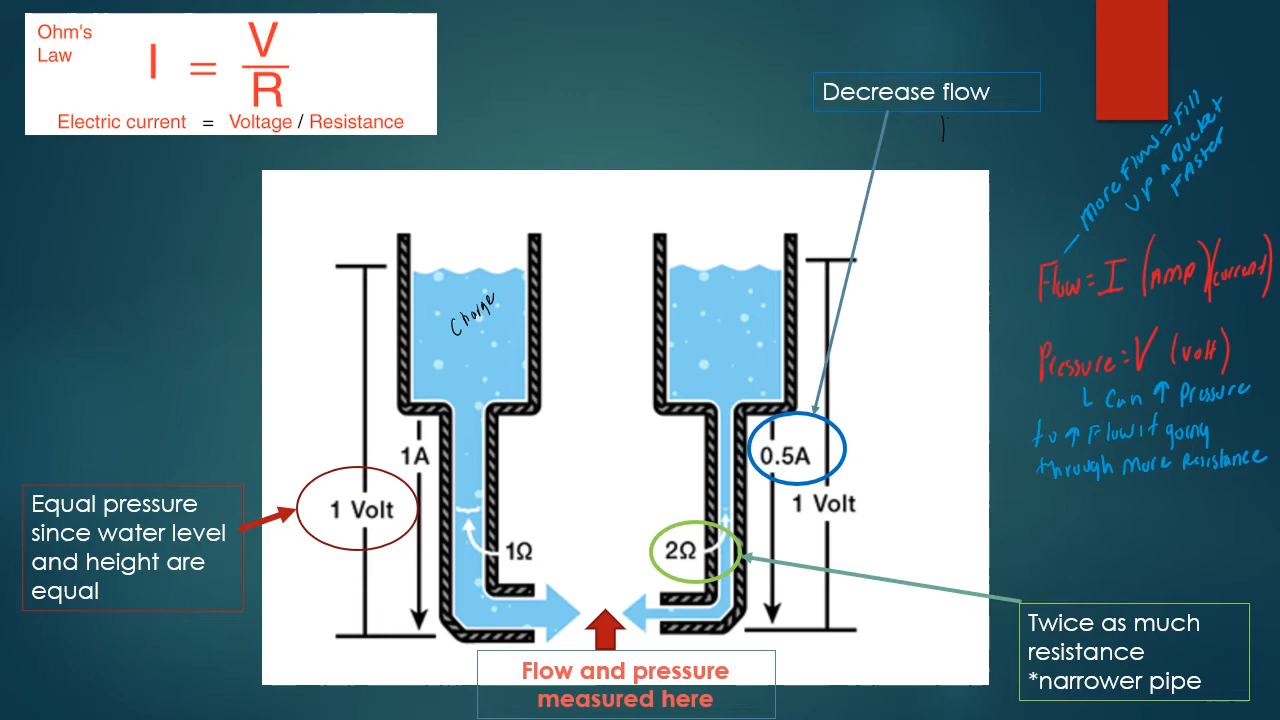 Ohm's
Law
I = V
R
Electric current = Voltage / Resistance
Decrease flow
more Flow = Fill
up a Bucket
FASter
Flow = I (Amp) (current)
Pressure = V (volt)
Can ↑ Pressure
to ↑ Flow if going
through more resistance
Charge
1A
1 Volt
1Ω
2Ω
0.5A
1 Volt
Equal pressure
since water level
and height are
equal
Twice as much
resistance
*narrower pipe
Flow and pressure
measured here